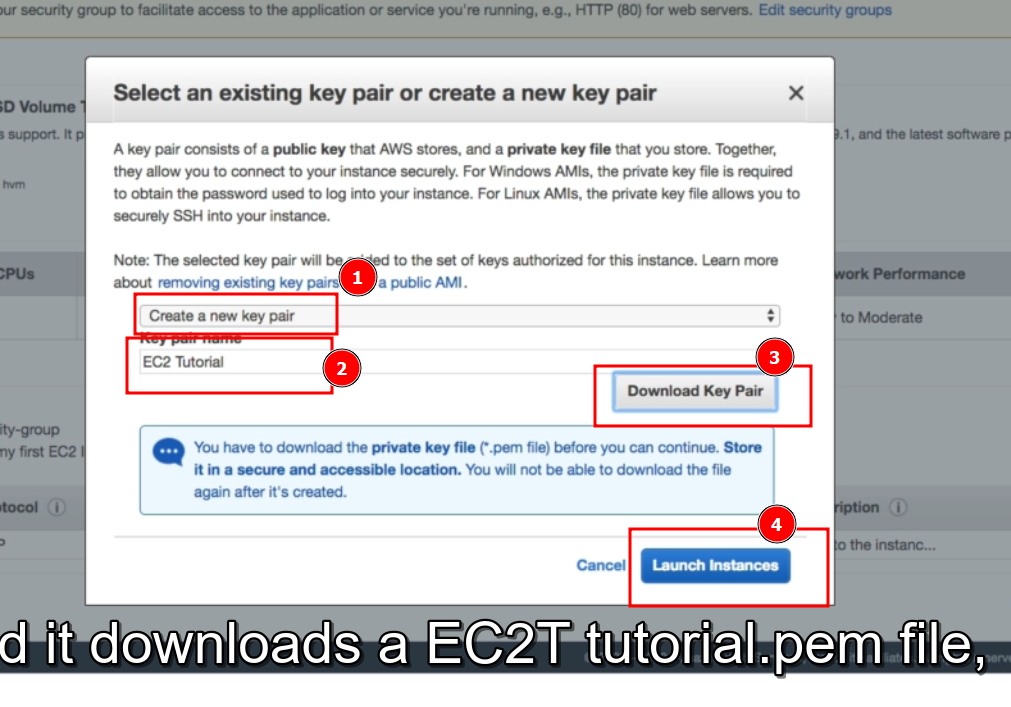 our security group to facilitate access to the application or service you're running, e.g., HTTP (80) for web servers. Edit security groups
Select an existing key pair or create a new key pair
SD Volume T
A key pair consists of a public key that AWS stores, and a private key file that you store. Together,
they allow you to connect to your instance securely. For Windows AMIs, the private key file is required
to obtain the password used to log into your instance. For Linux AMIs, the private key file allows you to
securely SSH into your instance.
s support. It p
9.1, and the latest software p
hvm
Note: The selected key pair will be added to the set of keys authorized for this instance. Learn more
about removing existing key pairs a public AMI.
1
CPUs
work Performance
Create a new key pair
to Moderate
Key pair name
EC2 Tutorial
2
3
Download Key Pair
ity-group
my first EC2 I
You have to download the private key file (*.pem file) before you can continue. Store
it in a secure and accessible location. You will not be able to download the file
again after it's created.
otocol
ription
4
P
to the instanc...
Cancel
Launch Instances
d it downloads a EC2T tutorial.pem file,